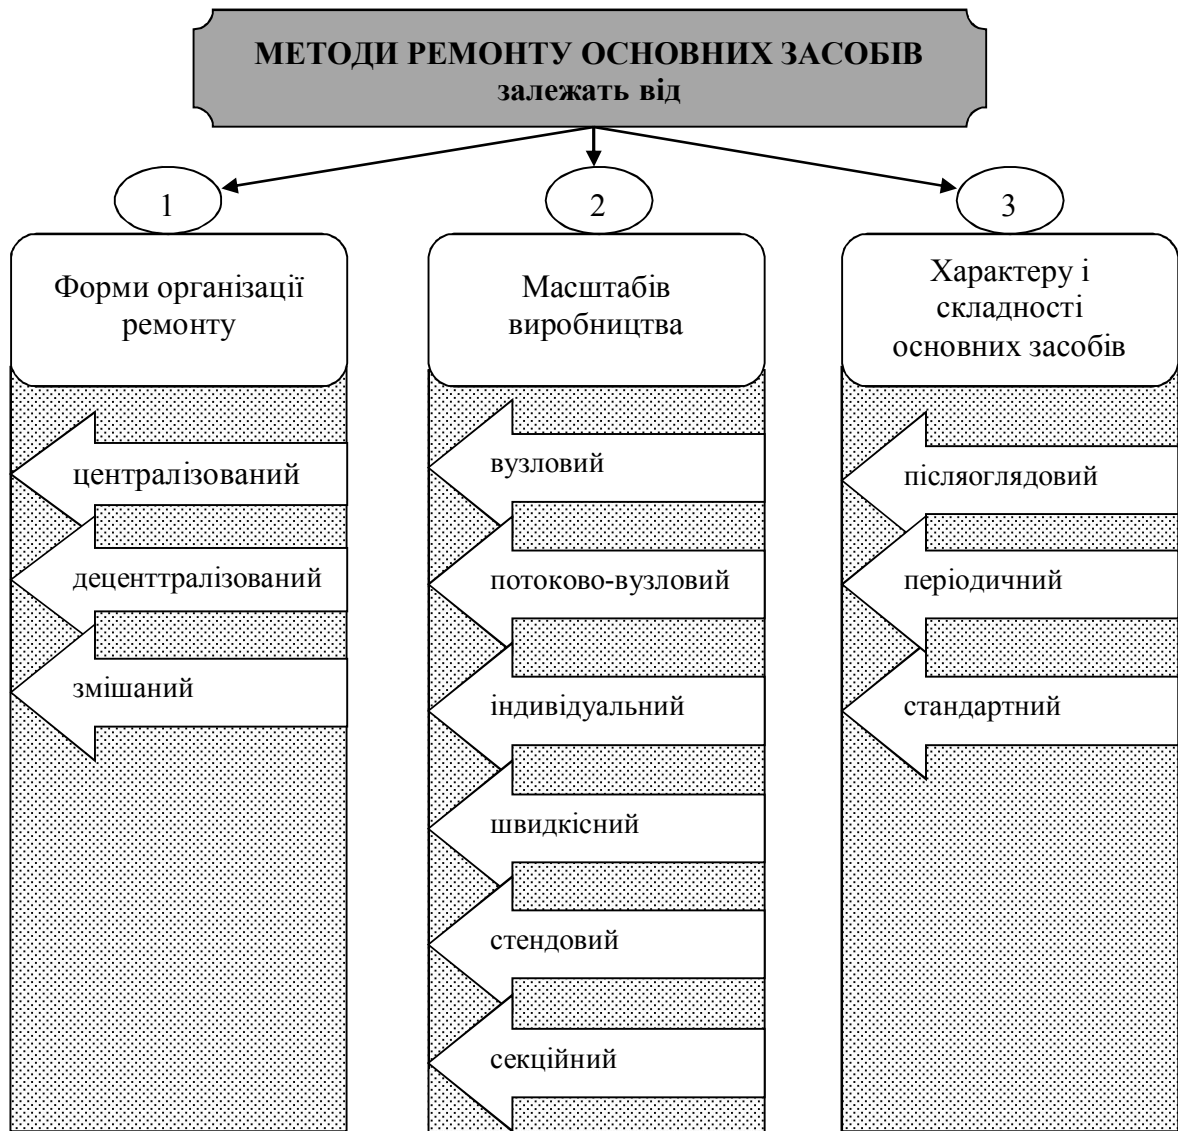 МЕТОДИ РЕМОНТУ ОСНОВНИХ ЗАСОБІВ
залежать від
1
Форми організації
ремонту
централізований
деценттралізований
змішаний
2
Масштабів
виробництва
вузловий
потоково-вузловий
індивідуальний
швидкісний
стендовий
секційний
3
Характеру і
складності
основних засобів
післяоглядовий
періодичний
стандартний